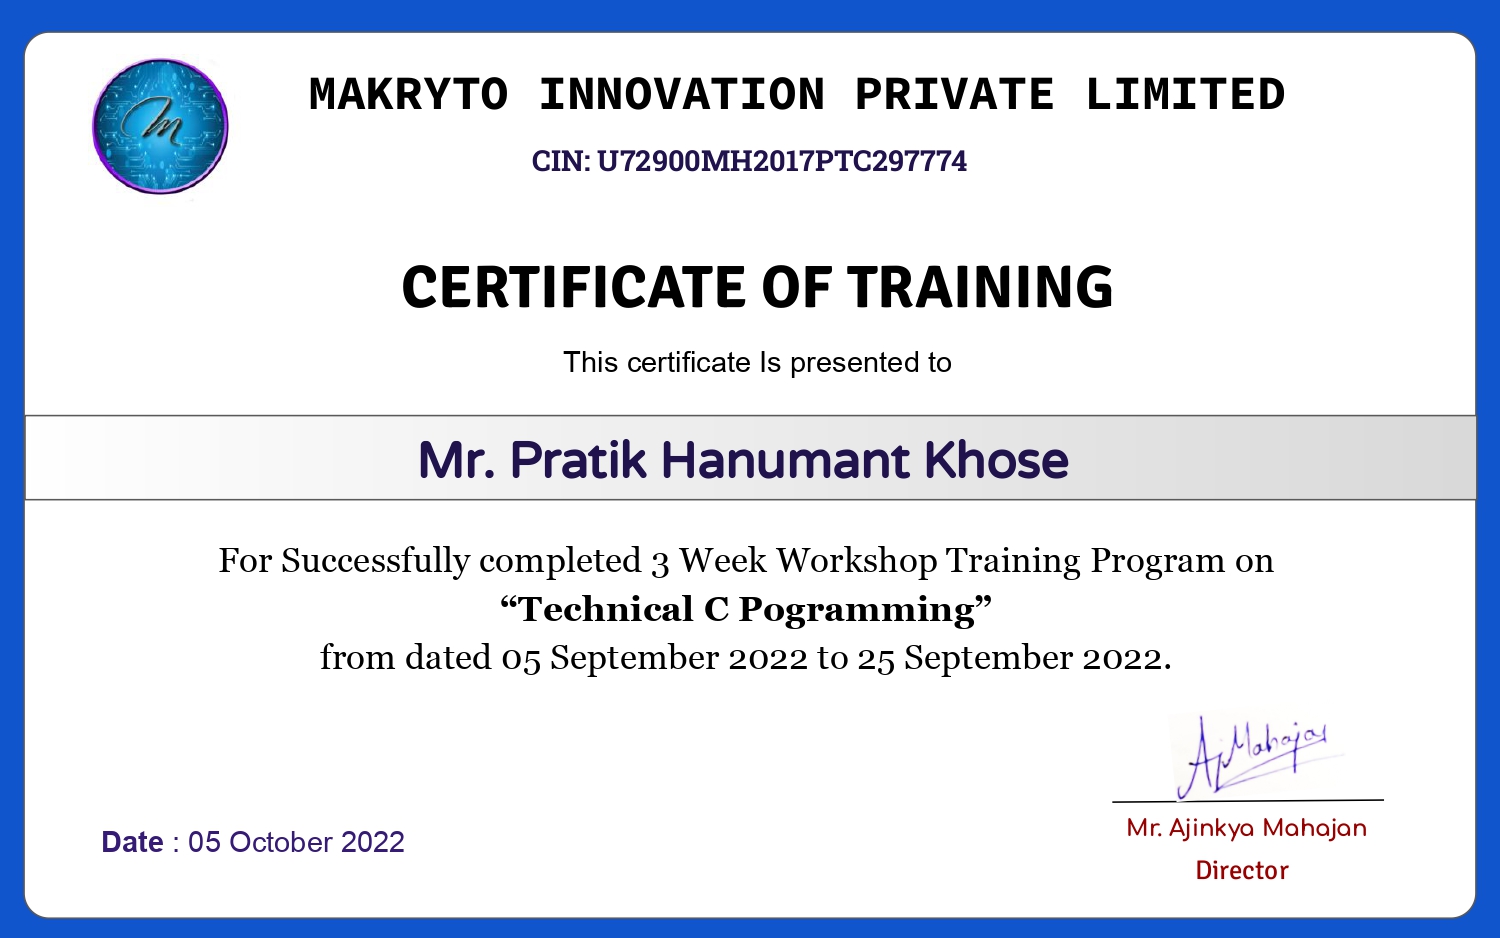 MAKRYTO INNOVATION PRIVATE LIMITED
CIN: U72900MH2017PTC297774
CERTIFICATE OF TRAINING
This certificate Is presented to
Mr. Pratik Hanumant Khose
For Successfully completed 3 Week Workshop Training Program on
“Technical C Pogramming”
from dated 05 September 2022 to 25 September 2022.
AjMahajan
Mr. Ajinkya Mahajan
Director
Date : 05 October 2022